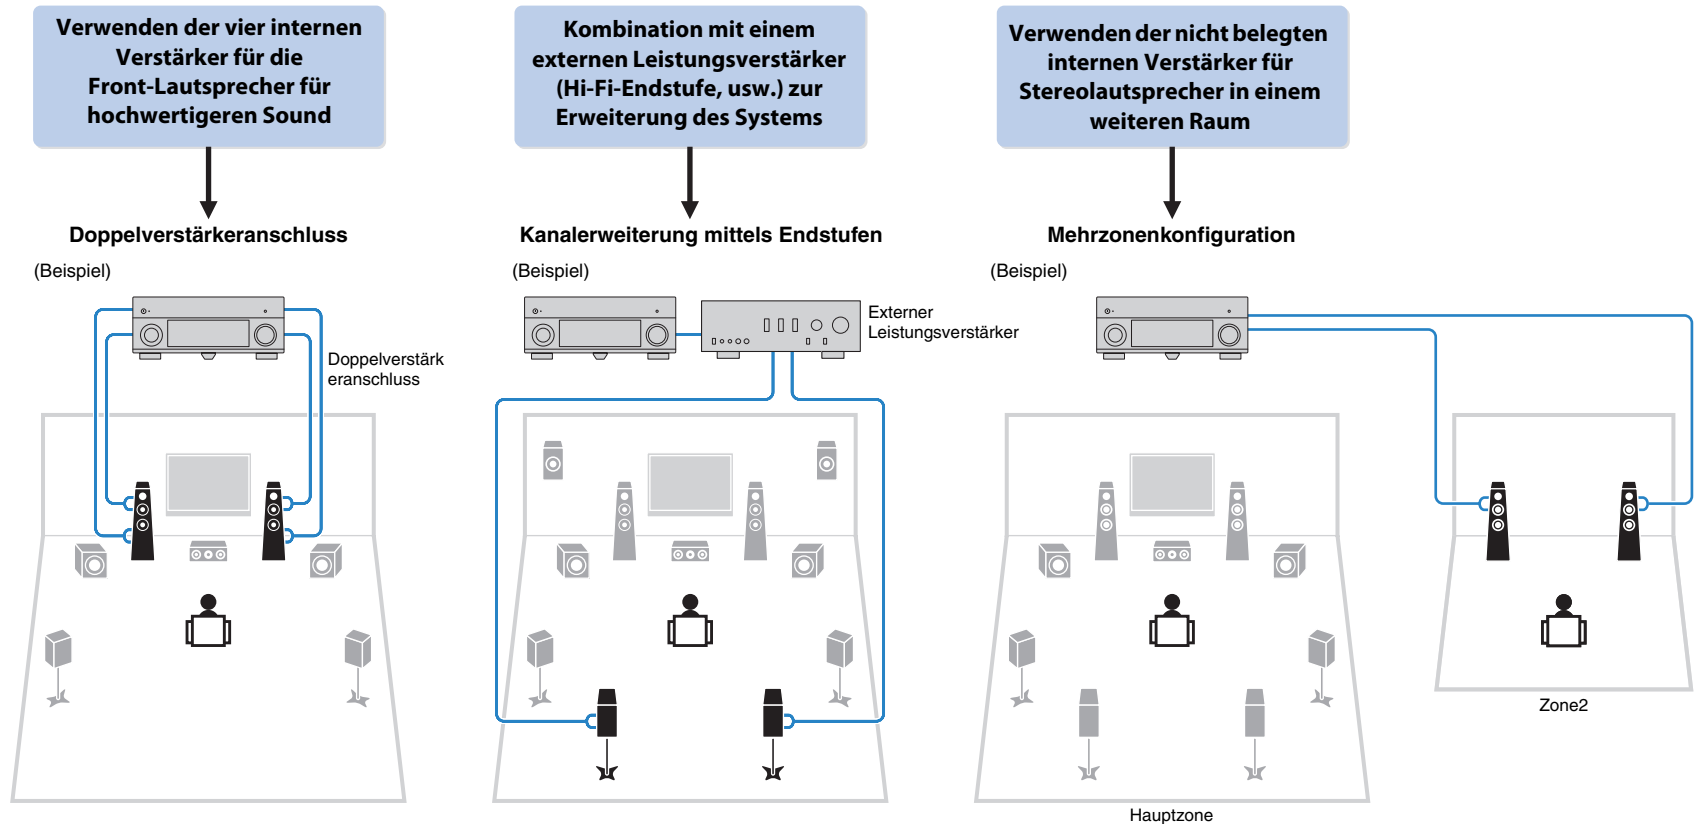 Verwenden der vier internen
Verstärker für die
Front-Lautsprecher für
hochwertigeren Sound
Doppelverstärkeranschluss
(Beispiel)
Doppelverstärk
eranschluss
Kombination mit einem
externen Leistungsverstärker
(Hi-Fi-Endstufe, usw.) zur
Erweiterung des Systems
Kanalerweiterung mittels Endstufen
(Beispiel)
Externer
Leistungsverstärker
Verwenden der nicht belegten
internen Verstärker für
Stereolautsprecher in einem
weiteren Raum
Mehrzonenkonfiguration
(Beispiel)
Hauptzone
Zone2